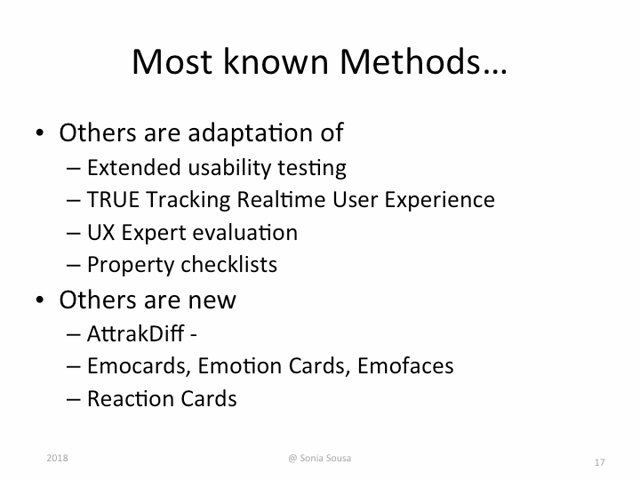 Most known Methods…
• Others are adaptation of
– Extended usability testing
– TRUE Tracking Realtime User Experience
– UX Expert evaluation
– Property checklists
• Others are new
– AttrakDiff -
– Emocards, Emotion Cards, Emofaces
– Reaction Cards
2018
@ Sonia Sousa
17